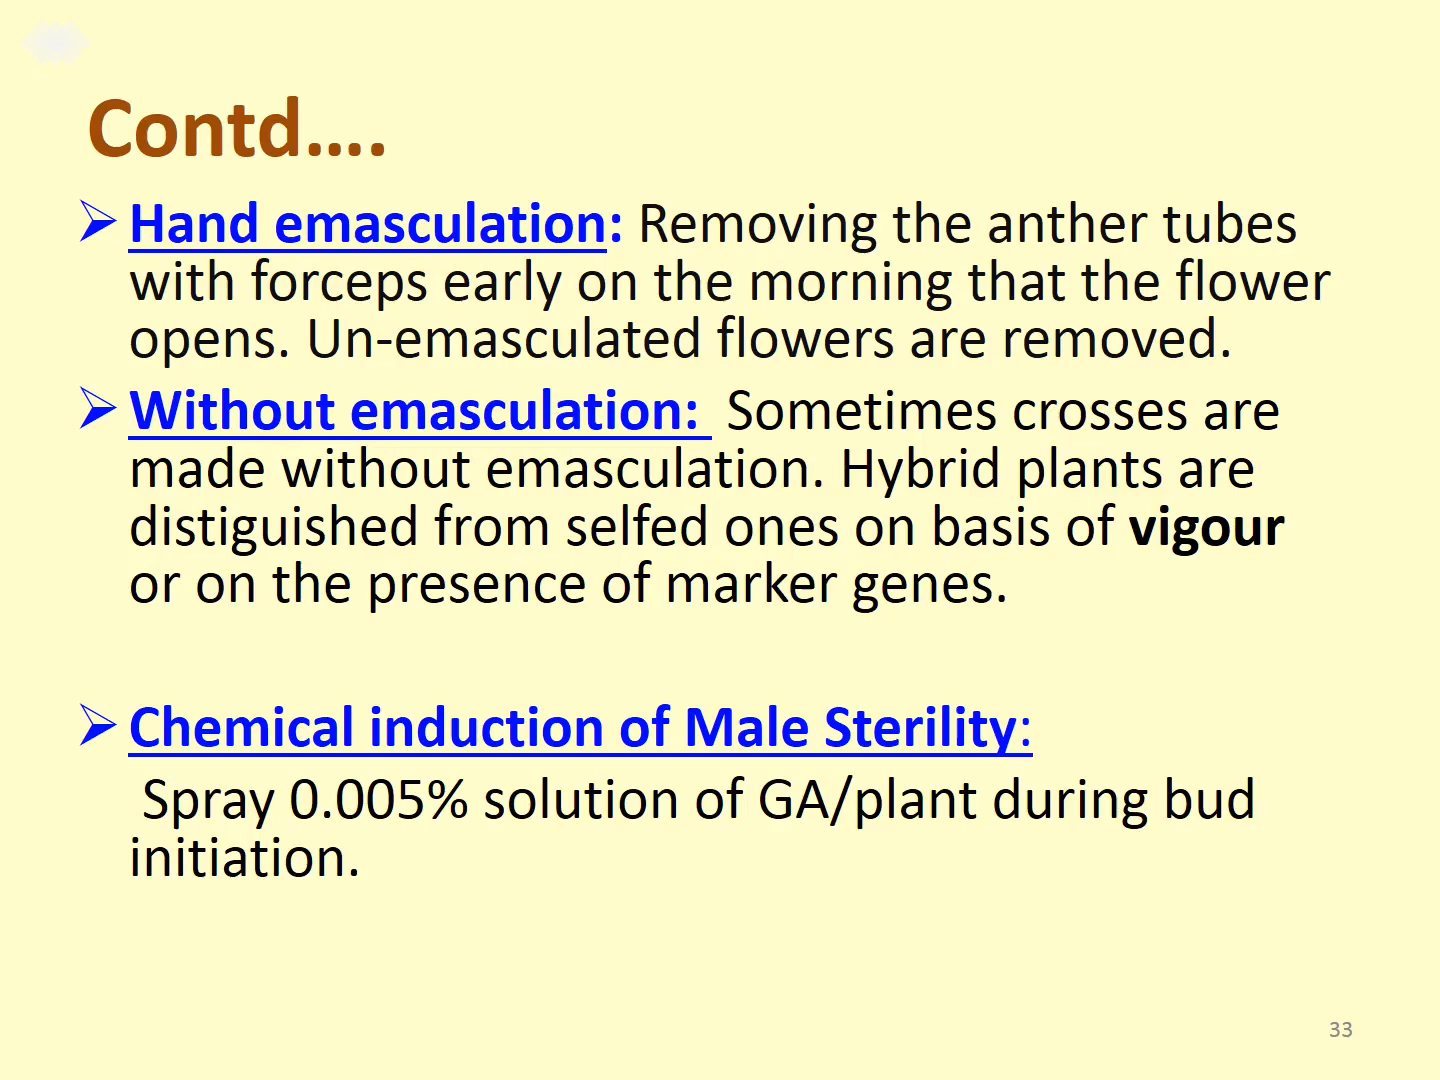 Contd....
Hand emasculation: Removing the anther tubes
with forceps early on the morning that the flower
opens. Un-emasculated flowers are removed.
Without emasculation:  Sometimes crosses are
made without emasculation. Hybrid plants are
distiguished from selfed ones on basis of vigour
or on the presence of marker genes.
Chemical induction of Male Sterility:
Spray 0.005% solution of GA/plant during bud
initiation.
33